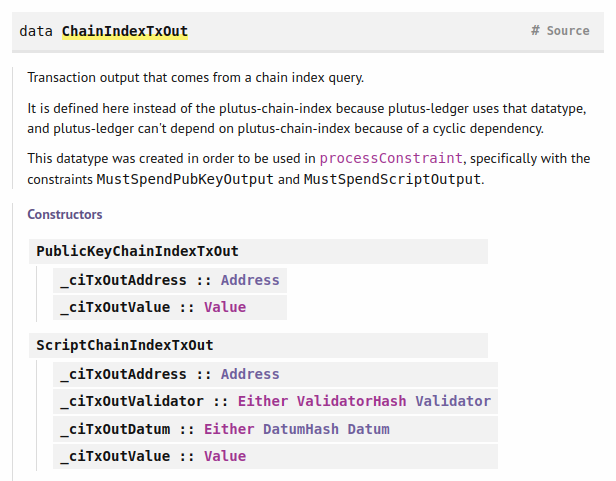 data ChainIndexTxOut # Source
Transaction output that comes from a chain index query.
It is defined here instead of the plutus-chain-index because plutus-ledger uses that datatype,
and plutus-ledger can't depend on plutus-chain-index because of a cyclic dependency.
This datatype was created in order to be used in processConstraint, specifically with the
constraints MustSpendPubKeyOutput and MustSpendScriptOutput.
Constructors
PublicKeyChainIndexTxOut
_ciTxOutAddress :: Address
_ciTxOutValue :: Value
ScriptChainIndexTxOut
_ciTxOutAddress :: Address
_ciTxOutValidator :: Either ValidatorHash Validator
_ciTxOutDatum :: Either DatumHash Datum
_ciTxOutValue :: Value